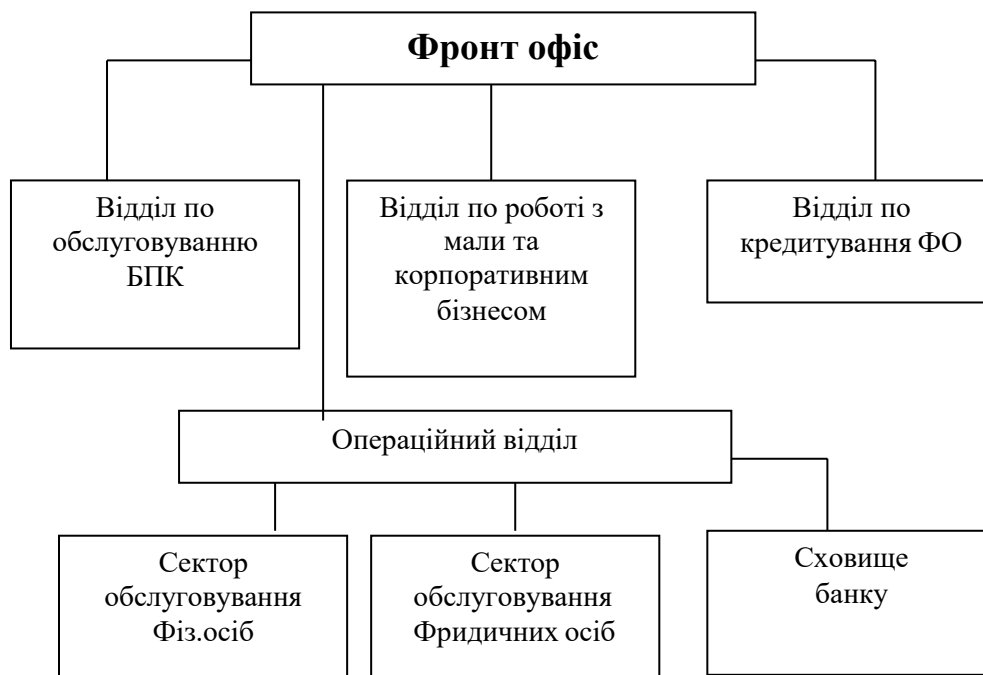 Фронт офіс
Відділ по
обслуговуванню
БПК
Відділ по роботі з
мали та
корпоративним
бізнесом
Відділ по
кредитування ФО
Операційний відділ
Сектор
обслуговування
Фіз.осіб
Сектор
обслуговування
Фридичних осіб
Сховище
банку